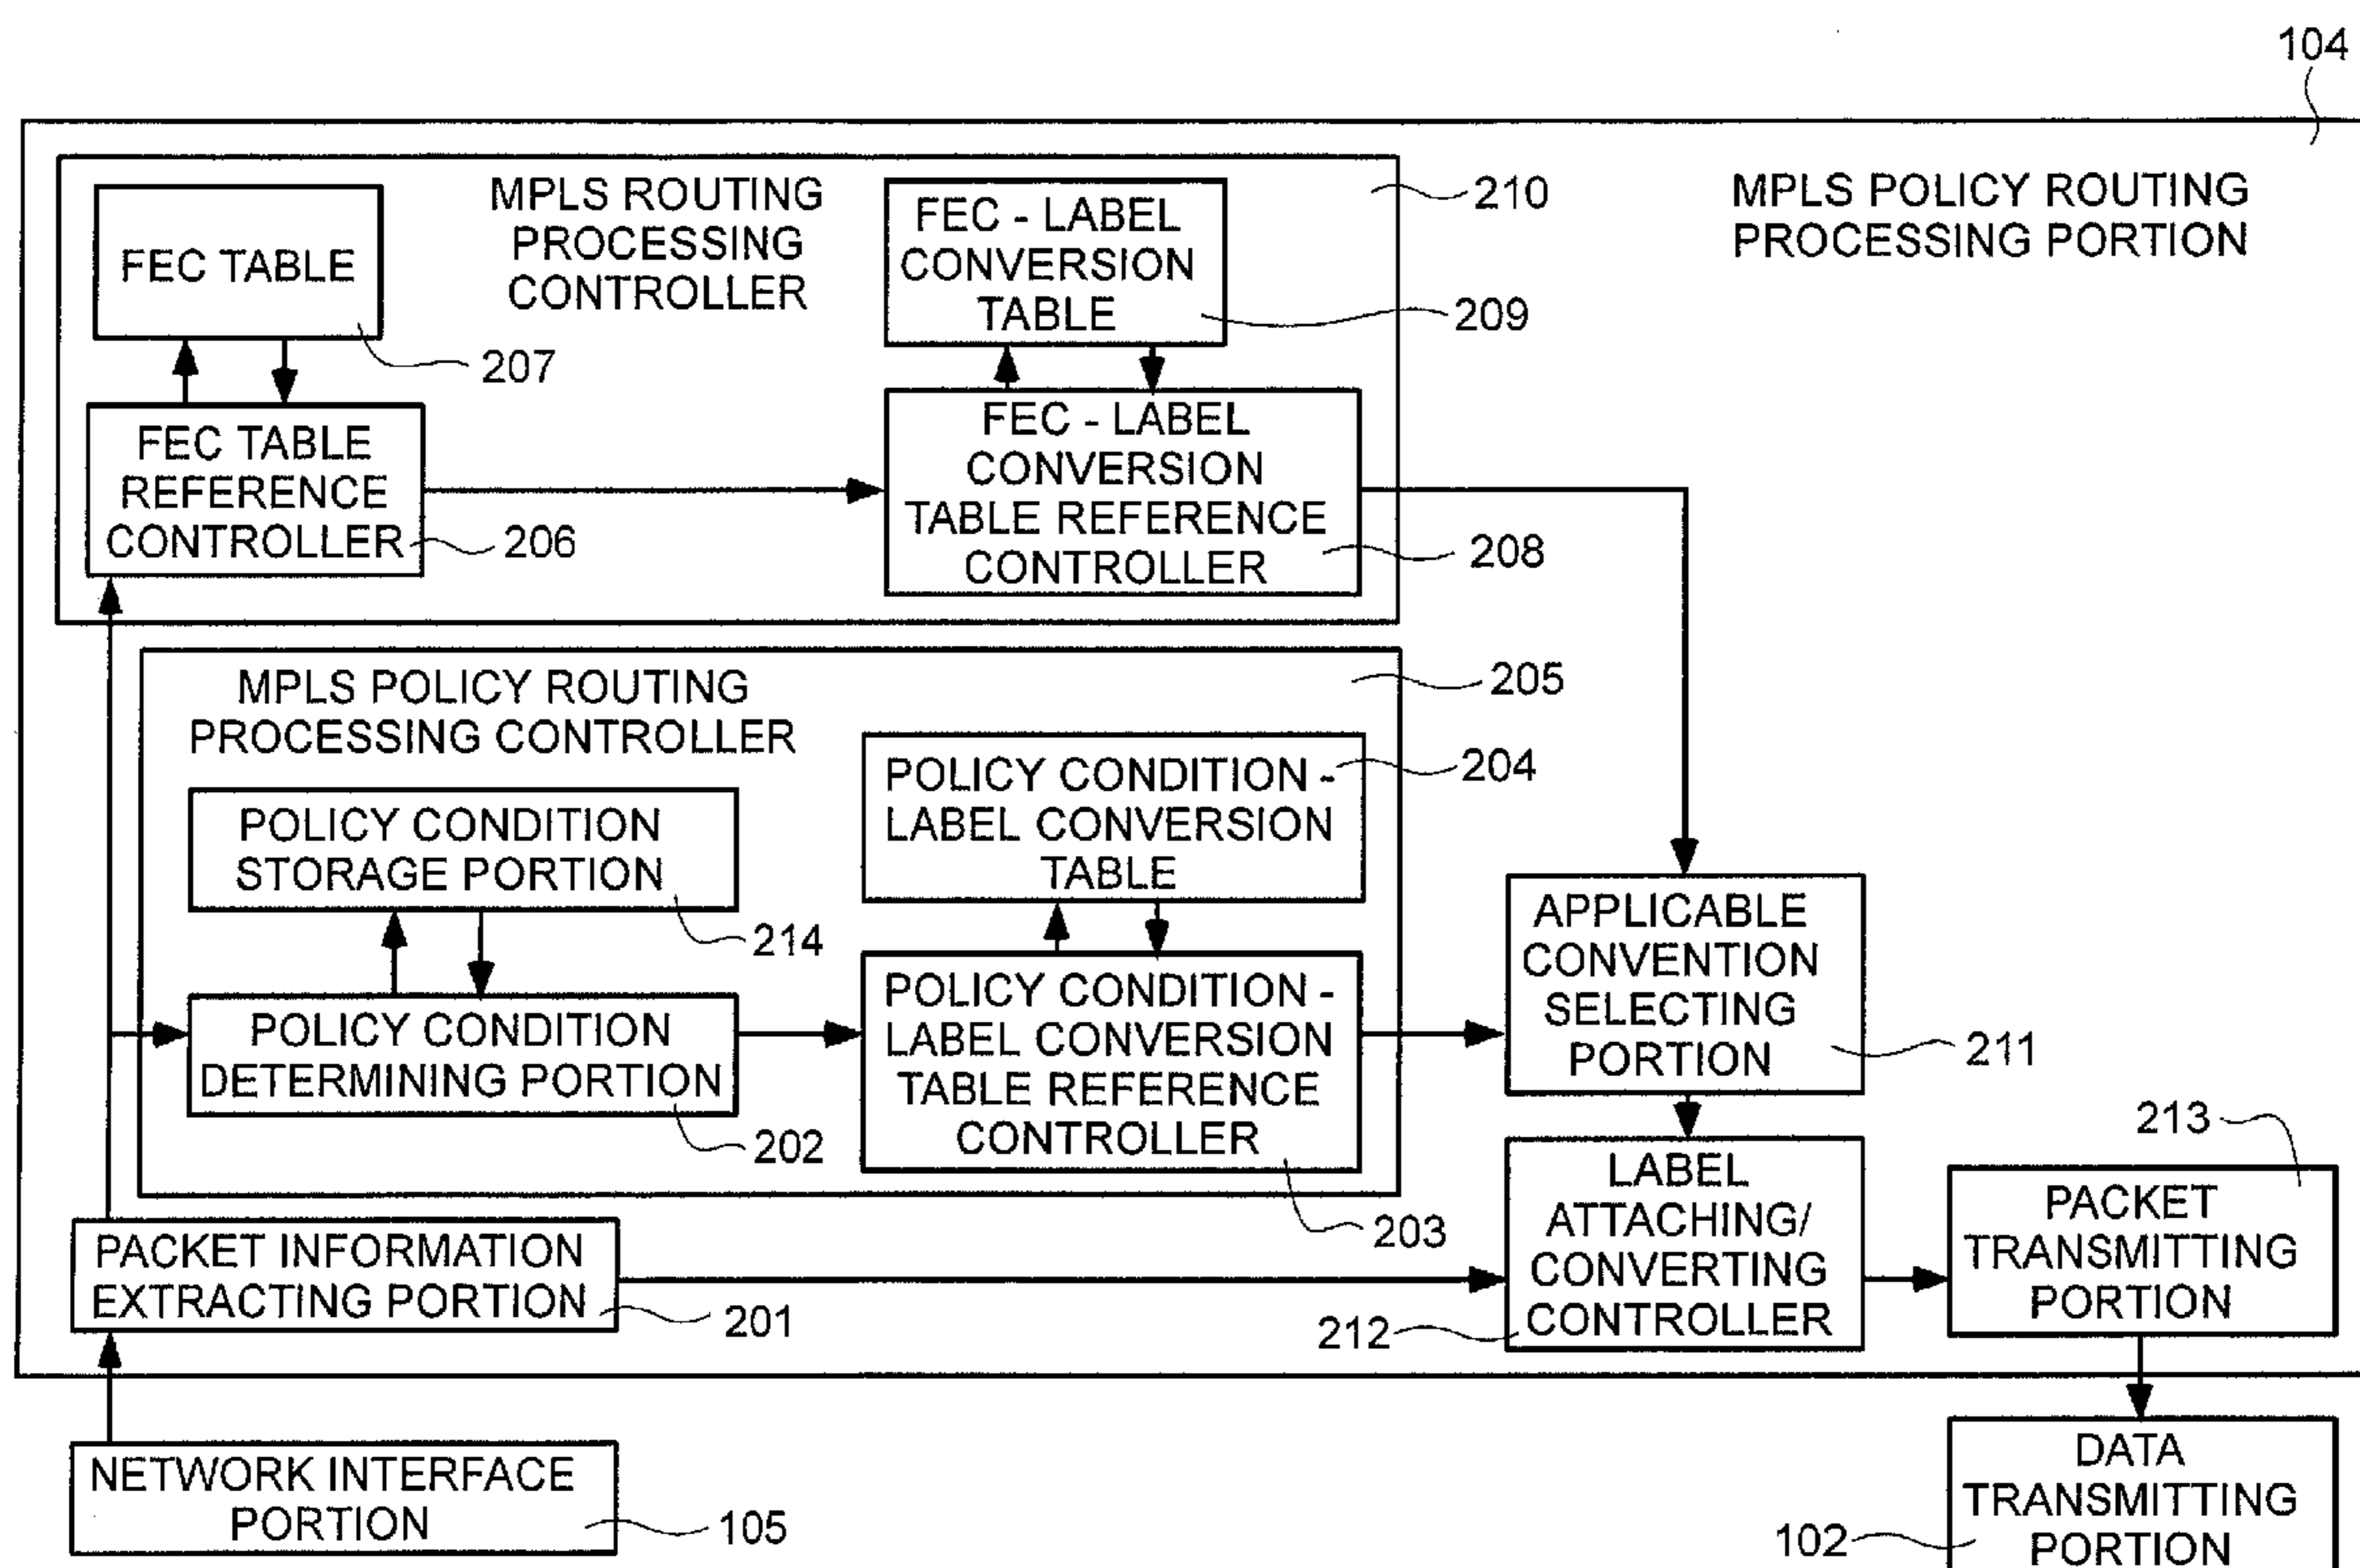 104
MPLS POLICY ROUTING
PROCESSING PORTION
MPLS ROUTING
PROCESSING
CONTROLLER
210
FEC TABLE
207
FEC - LABEL
CONVERSION
TABLE
209
FEC TABLE
REFERENCE
CONTROLLER
206
FEC - LABEL
CONVERSION
TABLE REFERENCE
CONTROLLER
208
MPLS POLICY ROUTING
PROCESSING CONTROLLER
205
POLICY CONDITION
STORAGE PORTION
214
POLICY CONDITION -
LABEL CONVERSION
TABLE
204
POLICY CONDITION
DETERMINING PORTION
202
POLICY CONDITION -
LABEL CONVERSION
TABLE REFERENCE
CONTROLLER
203
APPLICABLE
CONVENTION
SELECTING
PORTION
211
PACKET INFORMATION
EXTRACTING PORTION
201
LABEL
ATTACHING/
CONVERTING
CONTROLLER
212
213
PACKET
TRANSMITTING
PORTION
NETWORK INTERFACE
PORTION
105
DATA
TRANSMITTING
PORTION
102